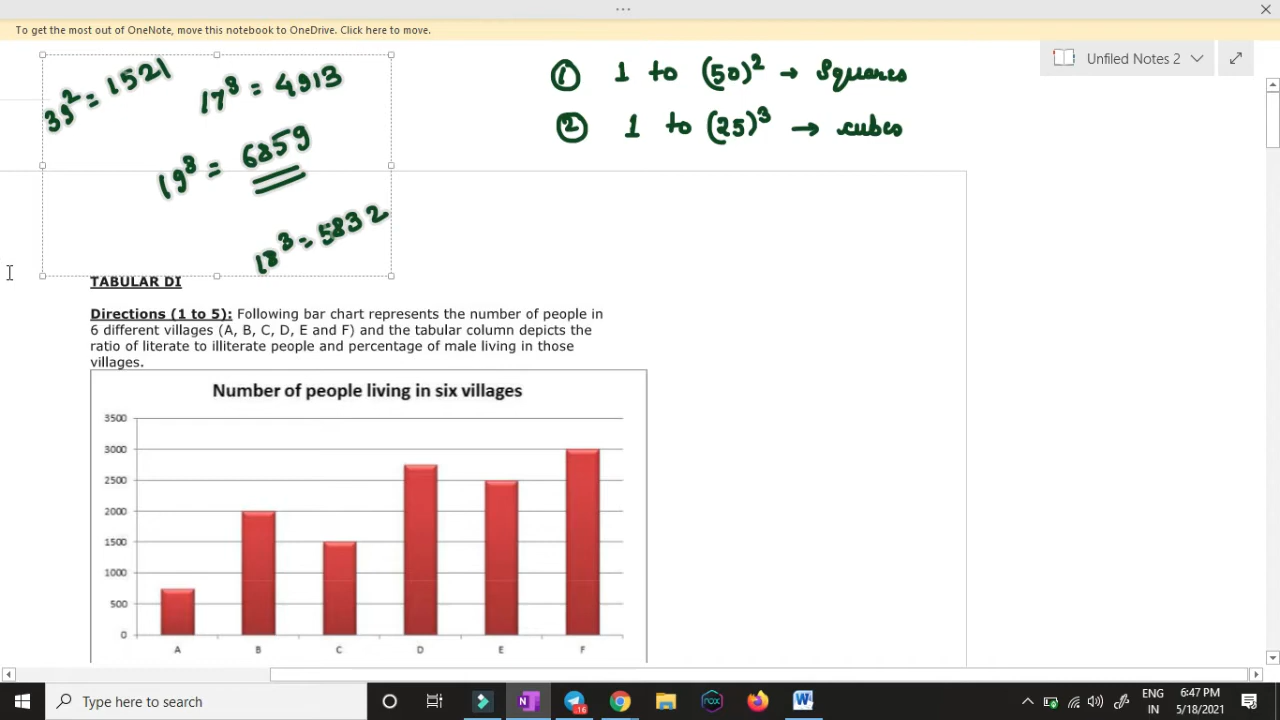 To get the most out of OneNote, move this notebook to OneDrive. Click here to move.
Unfiled Notes 2
39² = 1521
17³ = 4913
19³ = 6859
18³ = 5832
① 1 to (50)² → Squares
② 1 to (25)³ → cubes
TABULAR DI
Directions (1 to 5): Following bar chart represents the number of people in
6 different villages (A, B, C, D, E and F) and the tabular column depicts the
ratio of literate to illiterate people and percentage of male living in those
villages.
Number of people living in six villages
3500
3000
2500
2000
1500
1000
500
0
A B C D E F
Type here to search
16
nox
ENG
IN
6:47 PM
5/18/2021